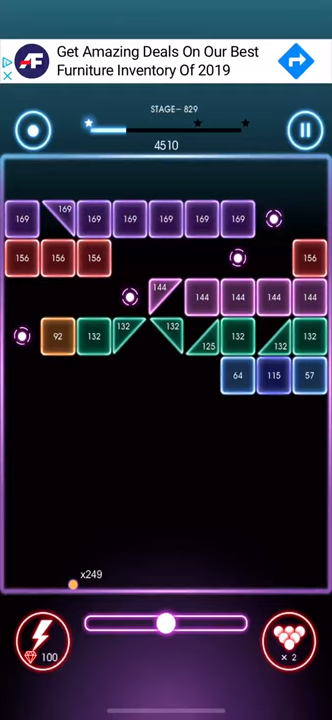 Get Amazing Deals On Our Best
Furniture Inventory Of 2019
STAGE- 829
4510
169 169 169 169 169 169 169
156 156 156 156
144 144 144 144 144
92 132 132 132 125 132 132 132
64 115 57
x249
100
× 2